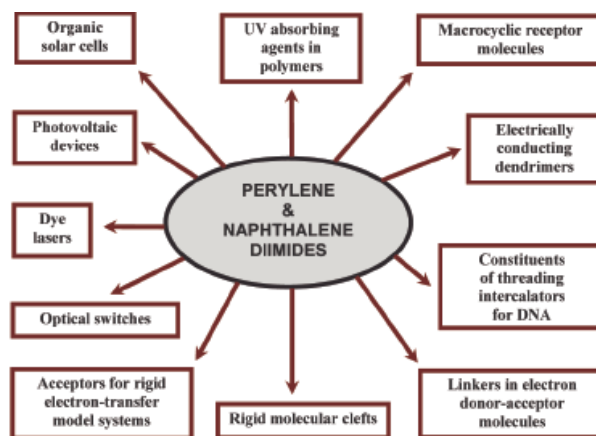 Organic
solar cells
UV absorbing
agents in
polymers
Macrocyclic receptor
molecules
Photovoltaic
devices
Electrically
conducting
dendrimers
PERYLENE
&
NAPHTHALENE
DIIMIDES
Dye
lasers
Constituents
of threading
intercalators
for DNA
Optical switches
Acceptors for rigid
electron-transfer
model systems
Rigid molecular clefts
Linkers in electron
donor-acceptor
molecules